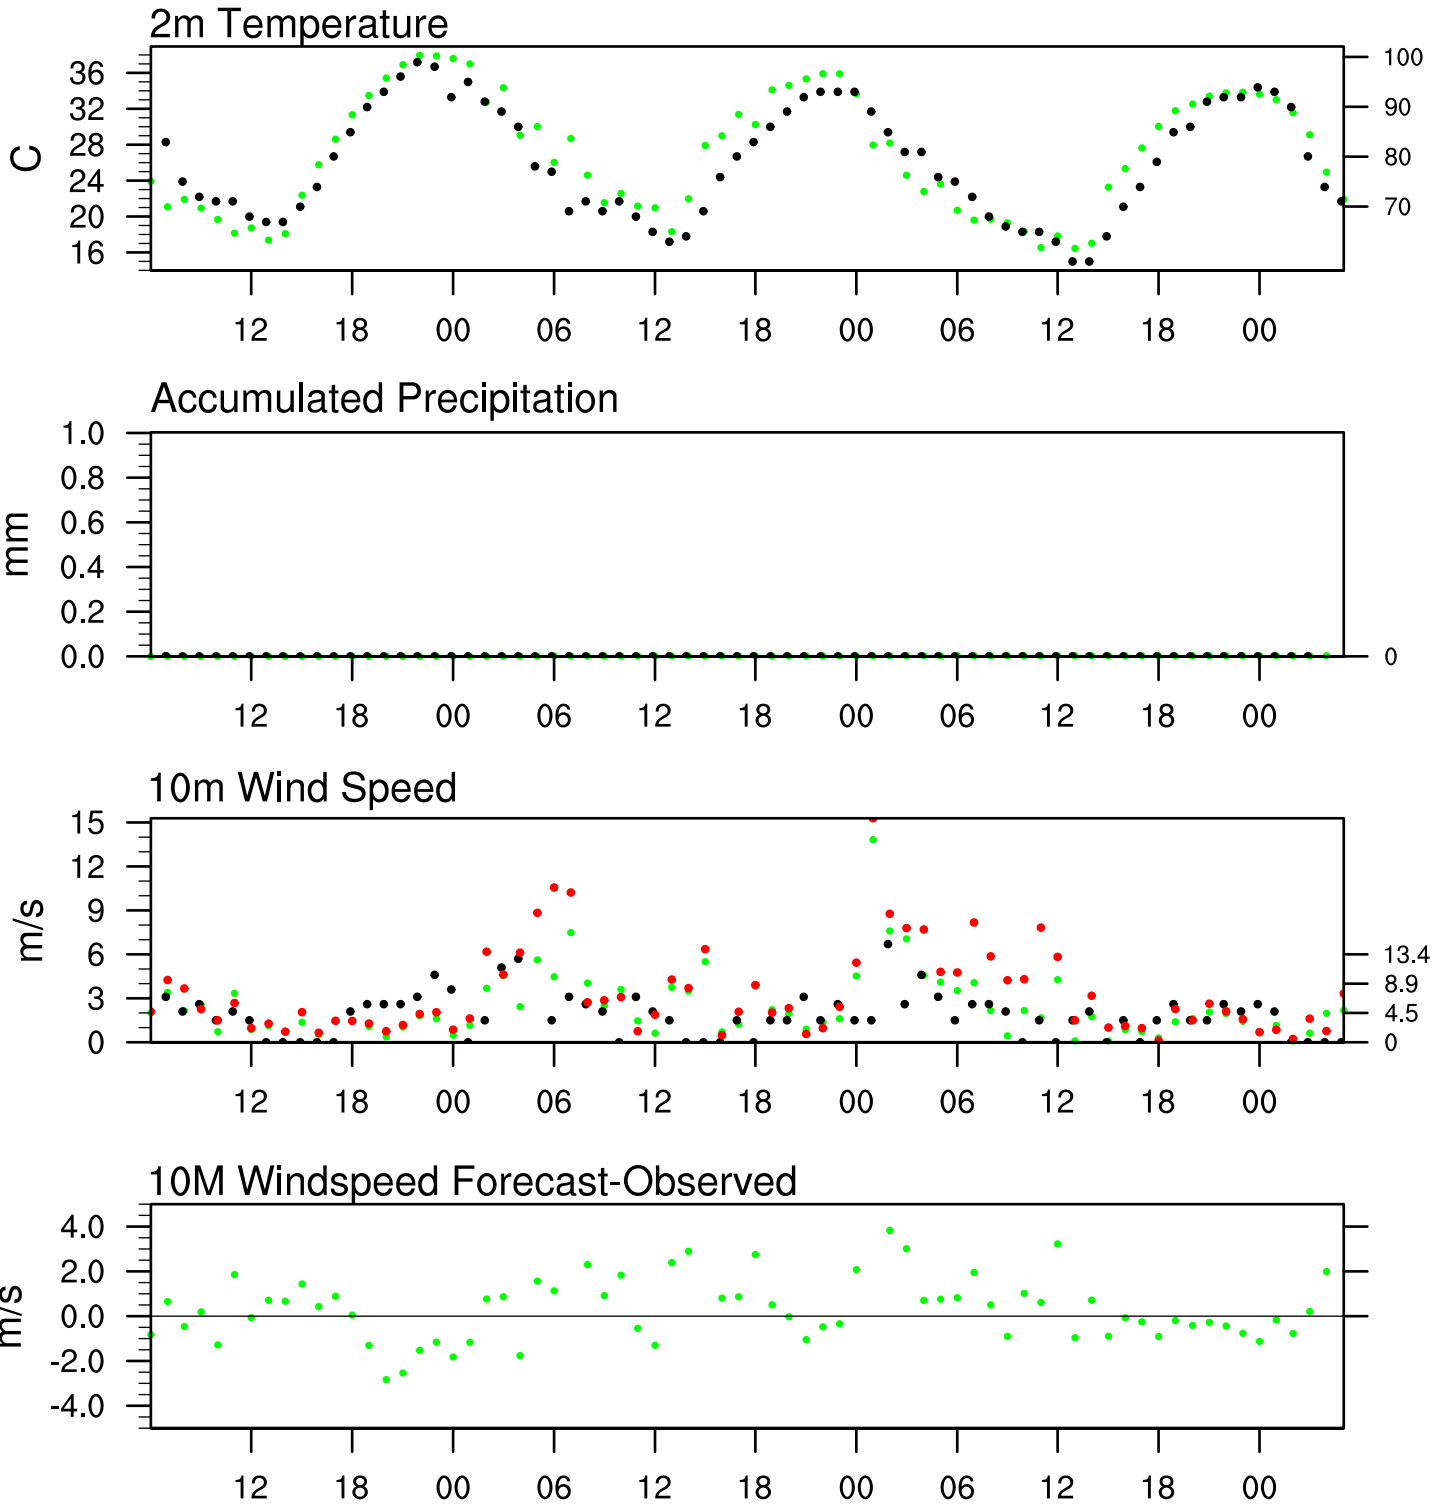 2m Temperature
36 100
32 90
28 80
C
24
20 70
16
12 18 00 06 12 18 00 06 12 18 00
Accumulated Precipitation
1.0
0.8
0.6
mm
0.4
0.2
0.0 0
12 18 00 06 12 18 00 06 12 18 00
10m Wind Speed
15
12
9
m/s
6 13.4
8.9
3 4.5
0 0
12 18 00 06 12 18 00 06 12 18 00
10M Windspeed Forecast-Observed
4.0
2.0
0.0
m/s
-2.0
-4.0
12 18 00 06 12 18 00 06 12 18 00